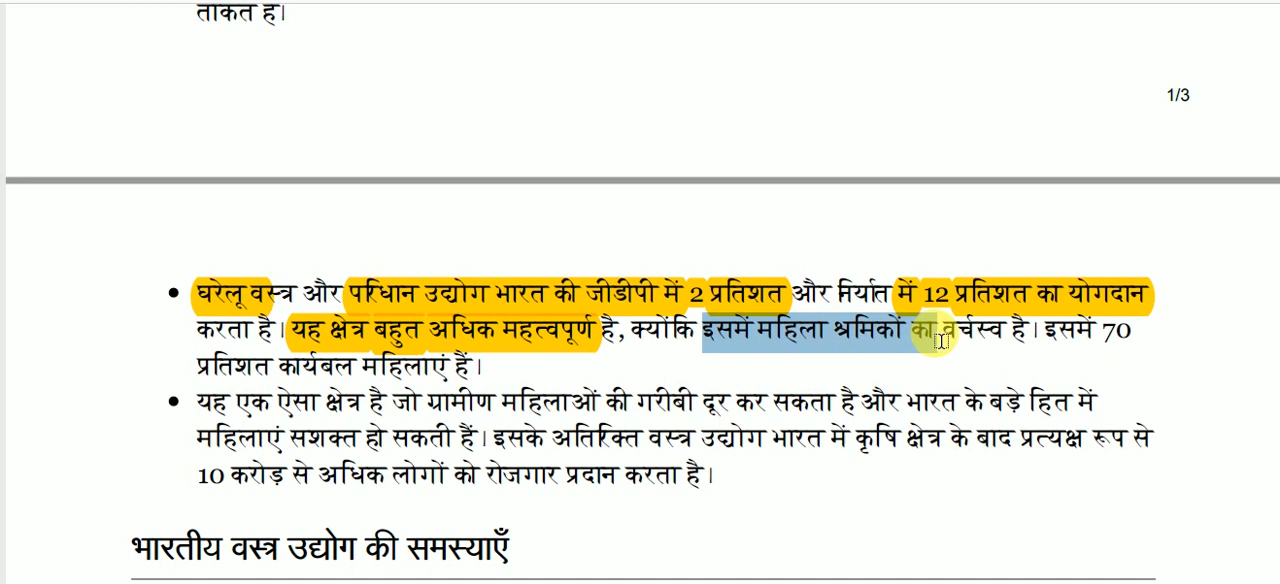 ताकत है।
1/3
घरेलू वस्त्र और परिधान उद्योग भारत की जीडीपी में 2 प्रतिशत और निर्यात में 12 प्रतिशत का योगदान
करता है। यह क्षेत्र बहुत अधिक महत्वपूर्ण है, क्योंकि इसमें महिला श्रमिकों का वर्चस्व है। इसमें 70
प्रतिशत कार्यबल महिलाएं हैं।
यह एक ऐसा क्षेत्र है जो ग्रामीण महिलाओं की गरीबी दूर कर सकता है और भारत के बड़े हित में
महिलाएं सशक्त हो सकती हैं। इसके अतिरिक्त वस्त्र उद्योग भारत में कृषि क्षेत्र के बाद प्रत्यक्ष रूप से
10 करोड़ से अधिक लोगों को रोजगार प्रदान करता है।
भारतीय वस्त्र उद्योग की समस्याएँ